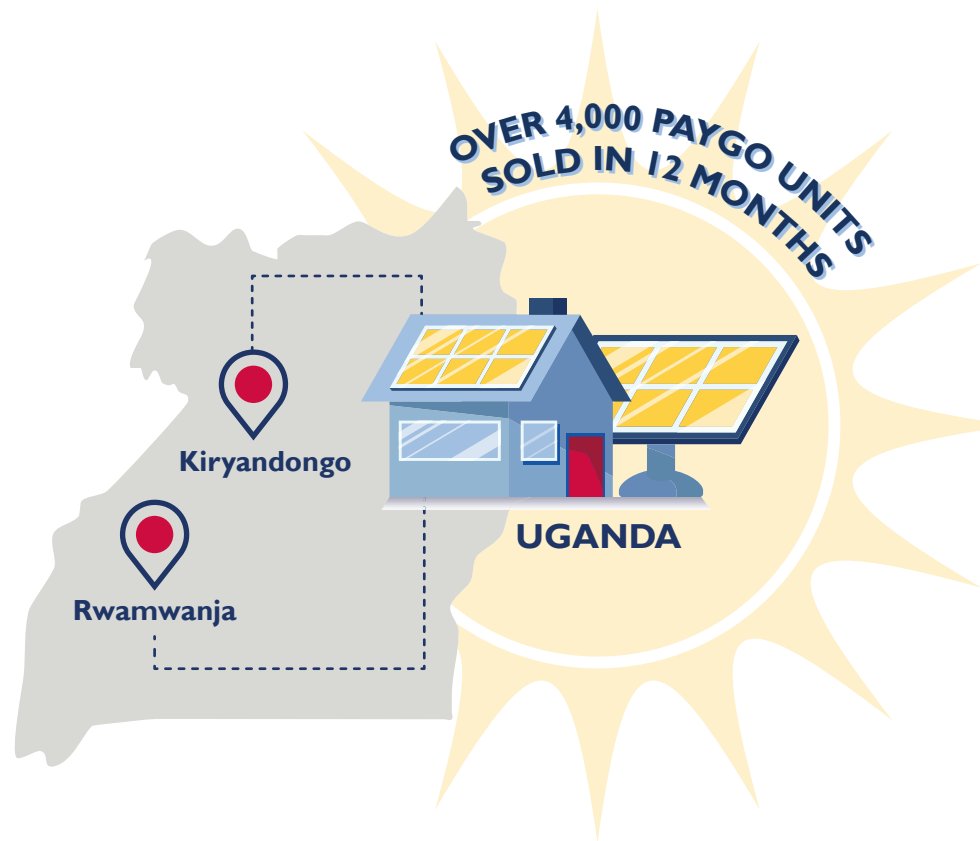 OVER 4,000 PAYGO UNITS
SOLD IN 12 MONTHS
Kiryandongo
UGANDA
Rwamwanja